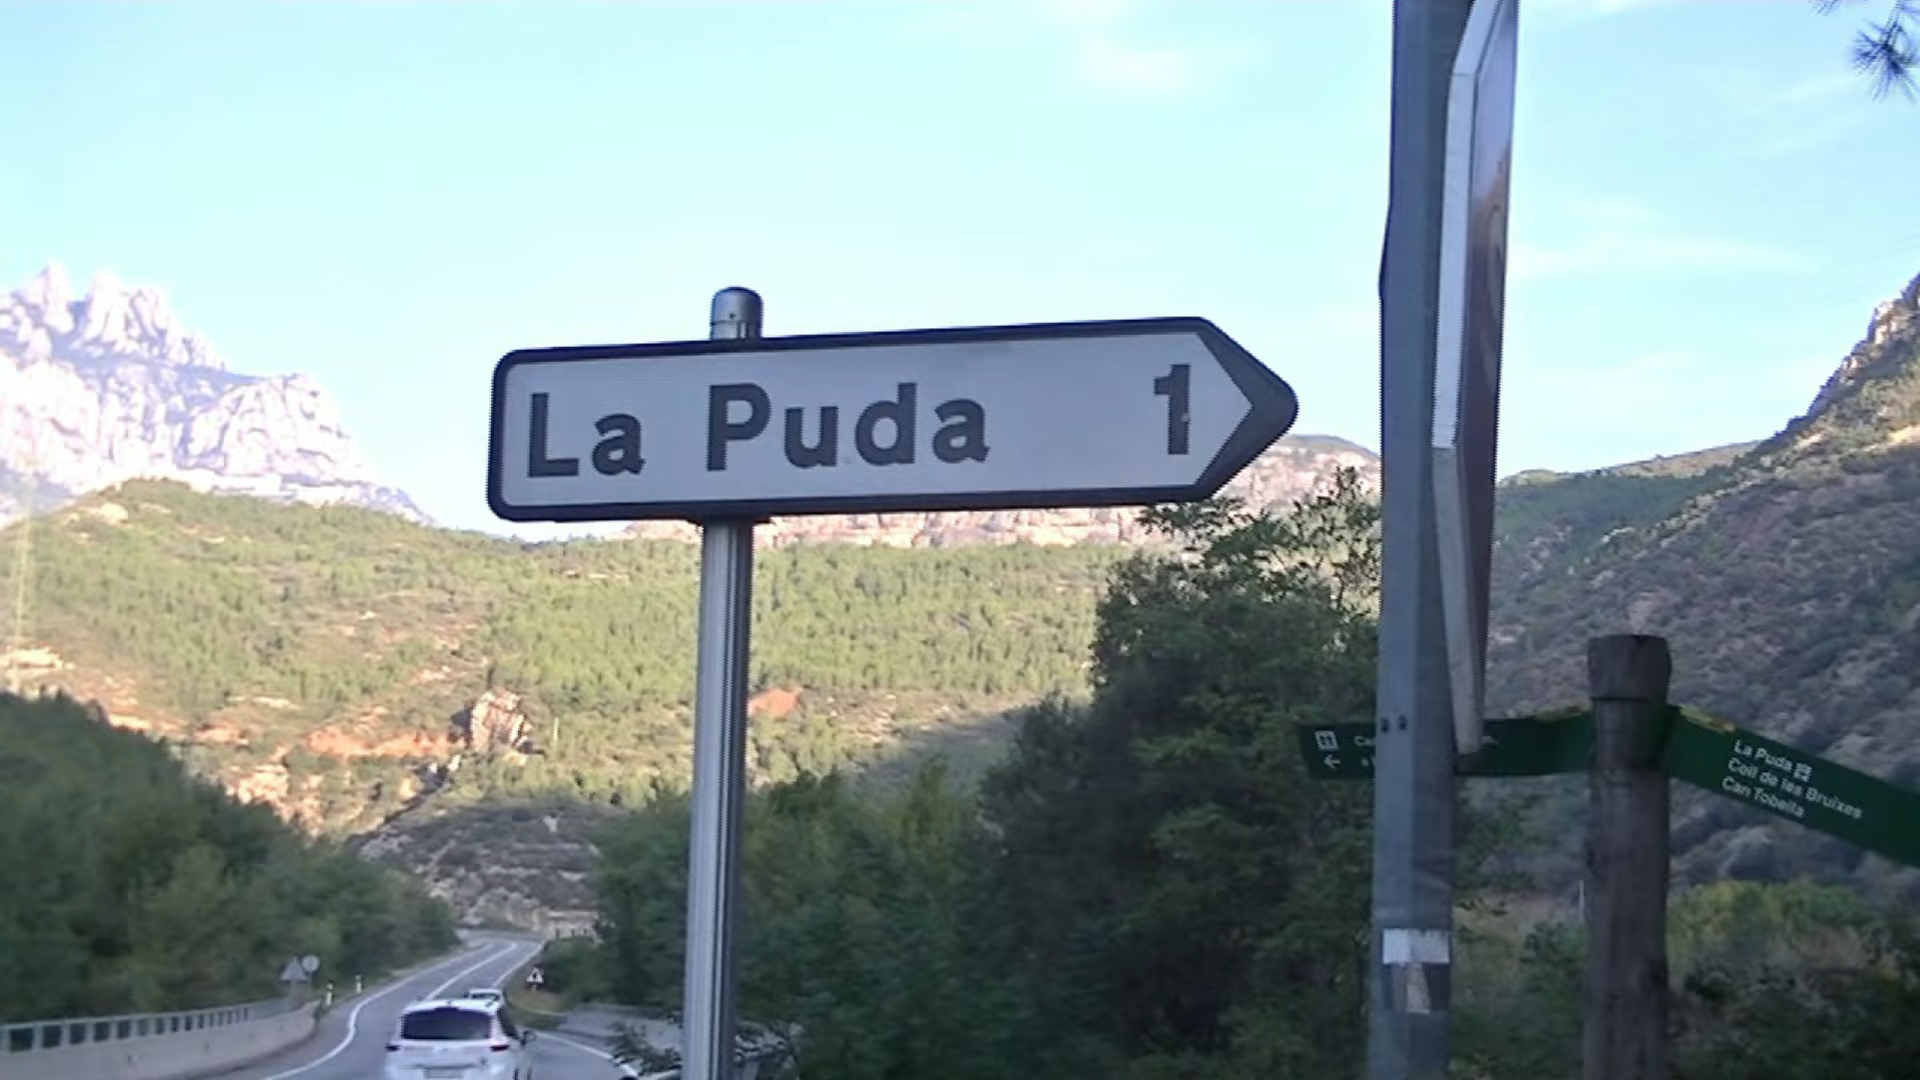 La Puda 1
La Puda
Coll de les Bruixes
Can Tobella